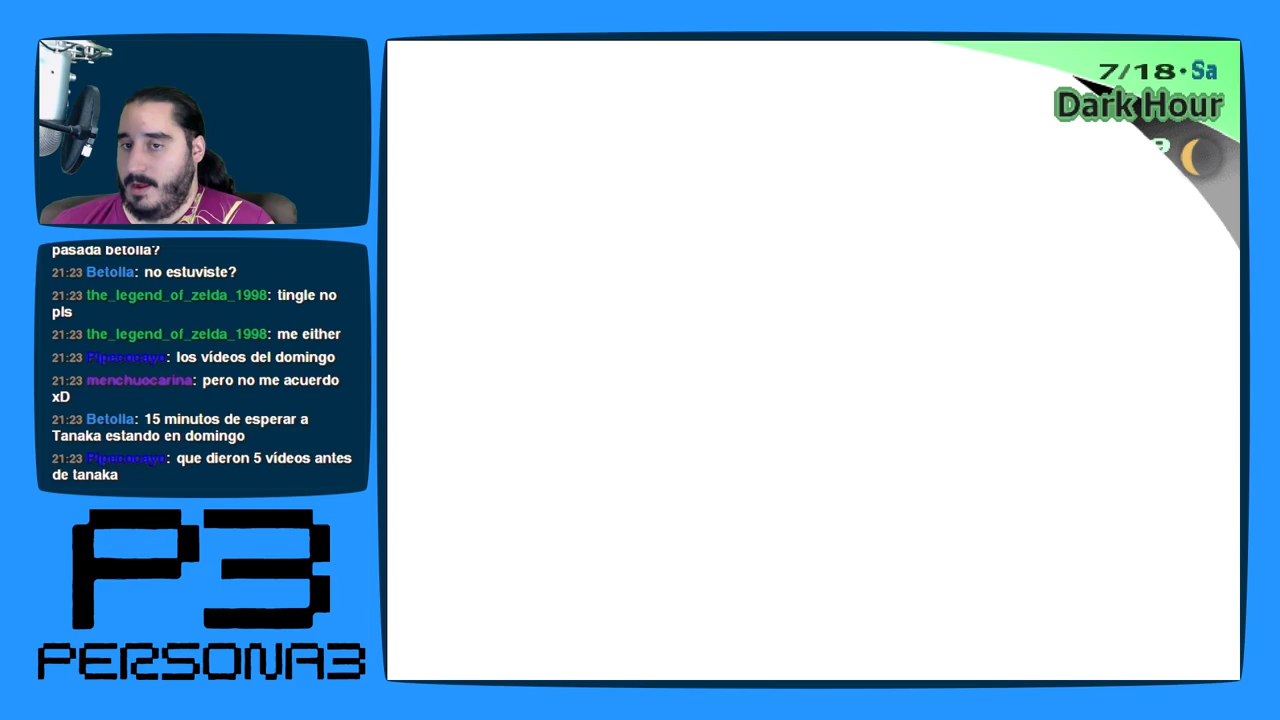 7/18・Sa
Dark Hour
pasada betolla?
21:23 Betolla: no estuviste?
21:23 the_legend_of_zelda_1998: tingle no
pls
21:23 the_legend_of_zelda_1998: me either
21:23 : los vídeos del domingo
21:23 menchuocarina: pero no me acuerdo
xD
21:23 Betolla: 15 minutos de esperar a
Tanaka estando en domingo
21:23 : que dieron 5 vídeos antes
de tanaka
P3
PERSONA3